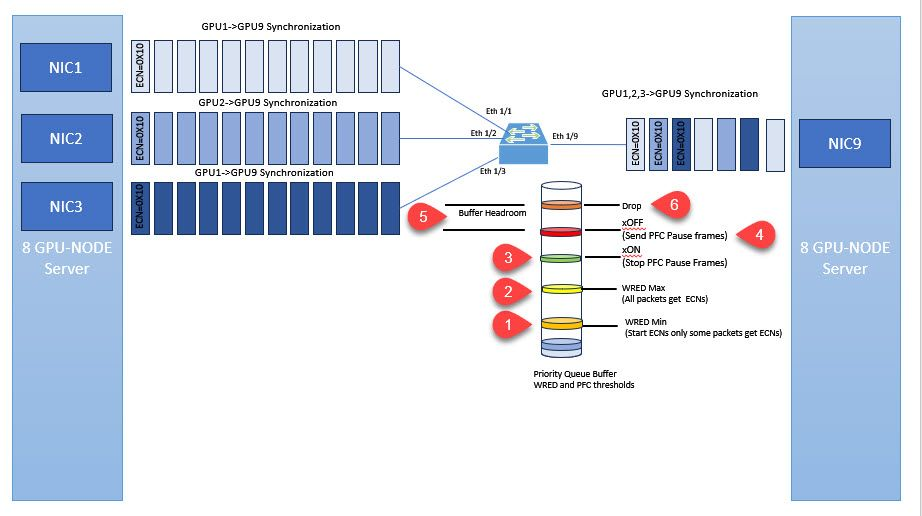 GPU1->GPU9 Synchronization
NIC1
ECN=0X10
GPU2->GPU9 Synchronization
Eth 1/1
GPU1,2,3->GPU9 Synchronization
NIC2
ECN=0X10
Eth 1/2
Eth 1/9
ECN=0X10
ECN=0X10
ECN=0X10
NIC9
GPU1->GPU9 Synchronization
Eth 1/3
NIC3
ECN=0X10
8 GPU-NODE
Server
5
Buffer Headroom
Drop
6
xOFF
(Send PFC Pause frames)
4
3
xON
(Stop PFC Pause Frames)
8 GPU-NODE
Server
2
WRED Max
(All packets get ECNs)
1
WRED Min
(Start ECNs only some packets get ECNs)
Priority Queue Buffer
WRED and PFC thresholds